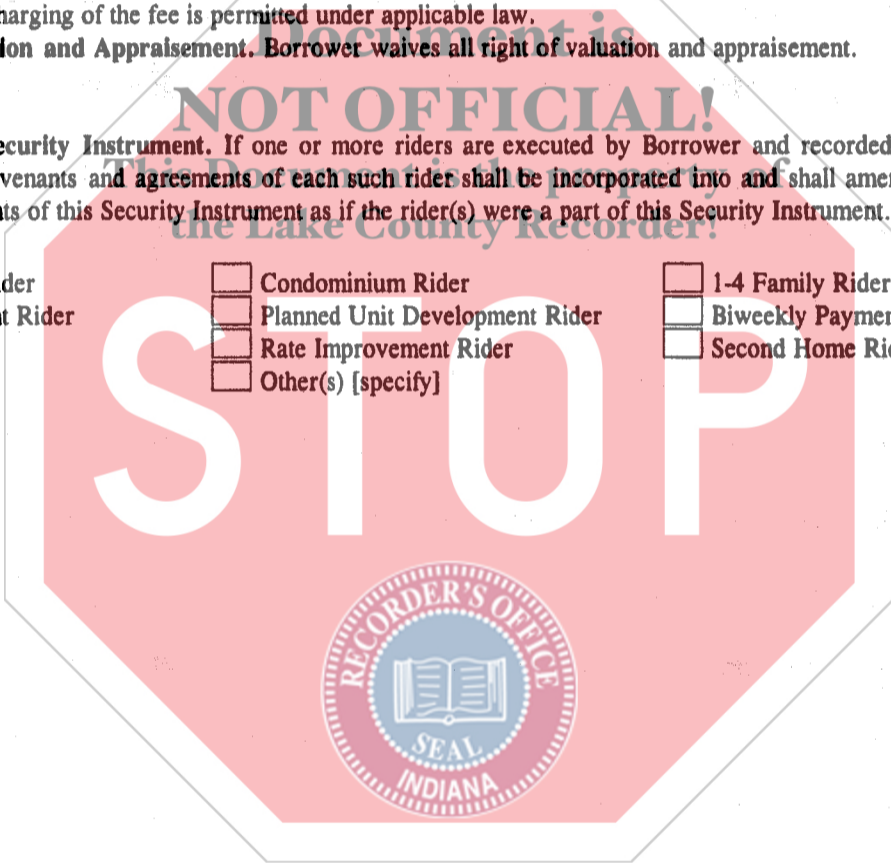 harging of the fee is permitted under applicable law.
Document is
ion and Appraisement. Borrower waives all right of valuation and appraisement.
NOT OFFICIAL!
ecurity Instrument. If one or more riders are executed by Borrower and recorded
This Document is the property of
venants and agreements of each such rider shall be incorporated into and shall amen
ts of this Security Instrument as if the rider(s) were a part of this Security Instrument.
the Lake County Recorder!
der Condominium Rider 1-4 Family Rider
t Rider Planned Unit Development Rider Biweekly Paymen
Rate Improvement Rider Second Home Rid
Other(s) [specify]
STOP
RECORDER'S OFFICE
SEAL
INDIANA